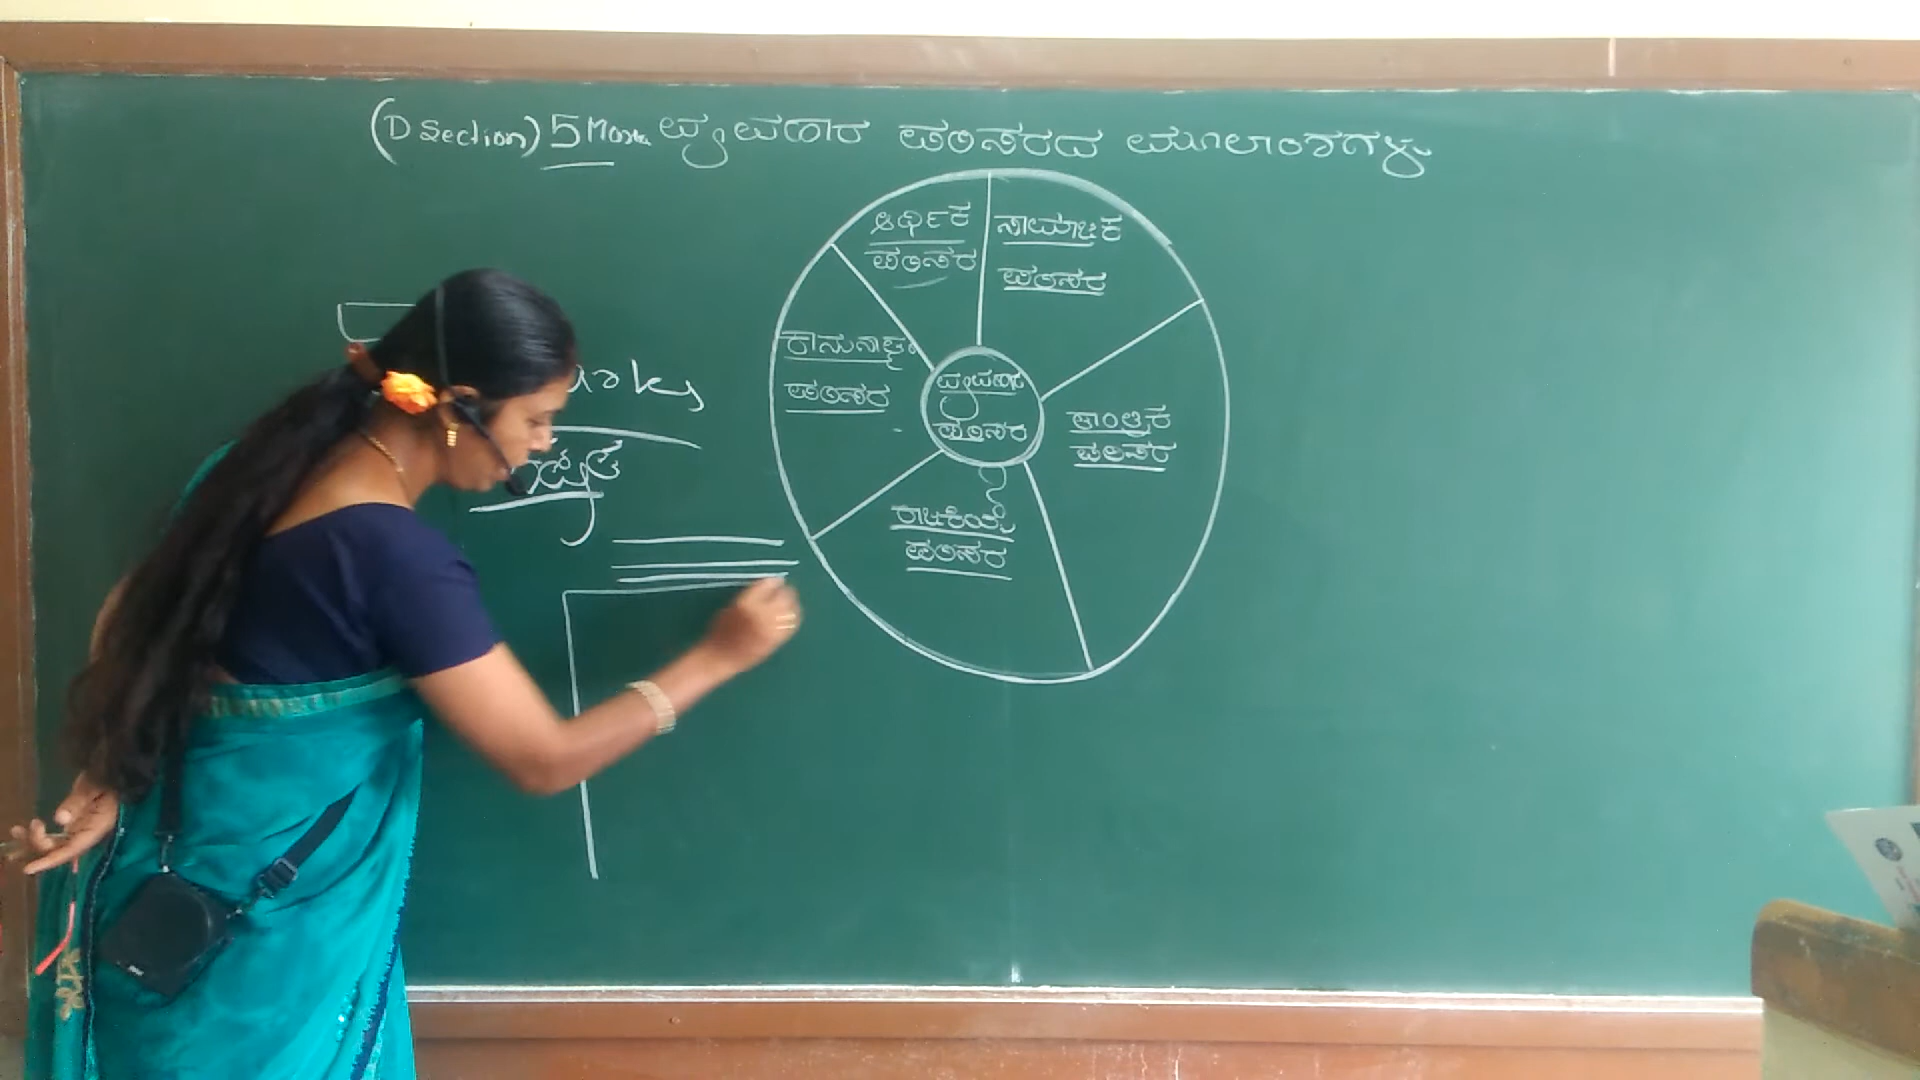 (D Section) 5 Marks ವ್ಯವಹಾರ ಪರಿಸರದ ಮೂಲಾಂಶಗಳು
ಆರ್ಥಿಕ
ಪರಿಸರ
ಸಾಮಾಜಿಕ
ಪರಿಸರ
ಕಾನುನಾತ್ಮಕ
ಪರಿಸರ
ವ್ಯವಹಾರ
ಪರಿಸರ
ತಾಂತ್ರಿಕ
ಪರಿಸರ
ರಾಜಕೀಯ
ಪರಿಸರ